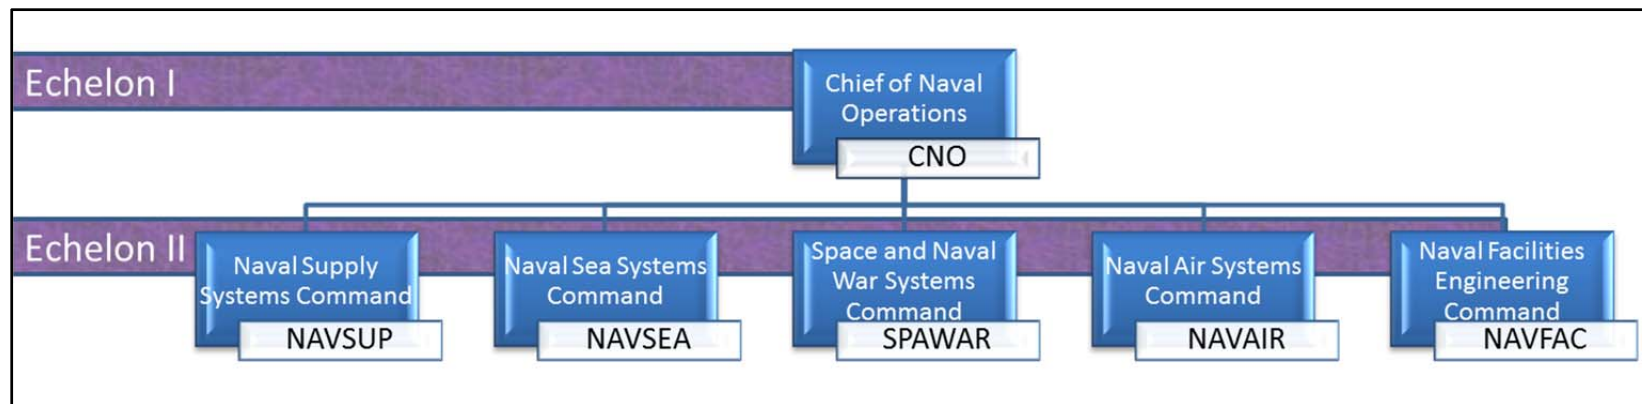 Echelon I
Chief of Naval
Operations
CNO
Echelon II
Naval Supply
Systems Command
NAVSUP
Naval Sea Systems
Command
NAVSEA
Space and Naval
War Systems
Command
SPAWAR
Naval Air Systems
Command
NAVAIR
Naval Facilities
Engineering
Command
NAVFAC